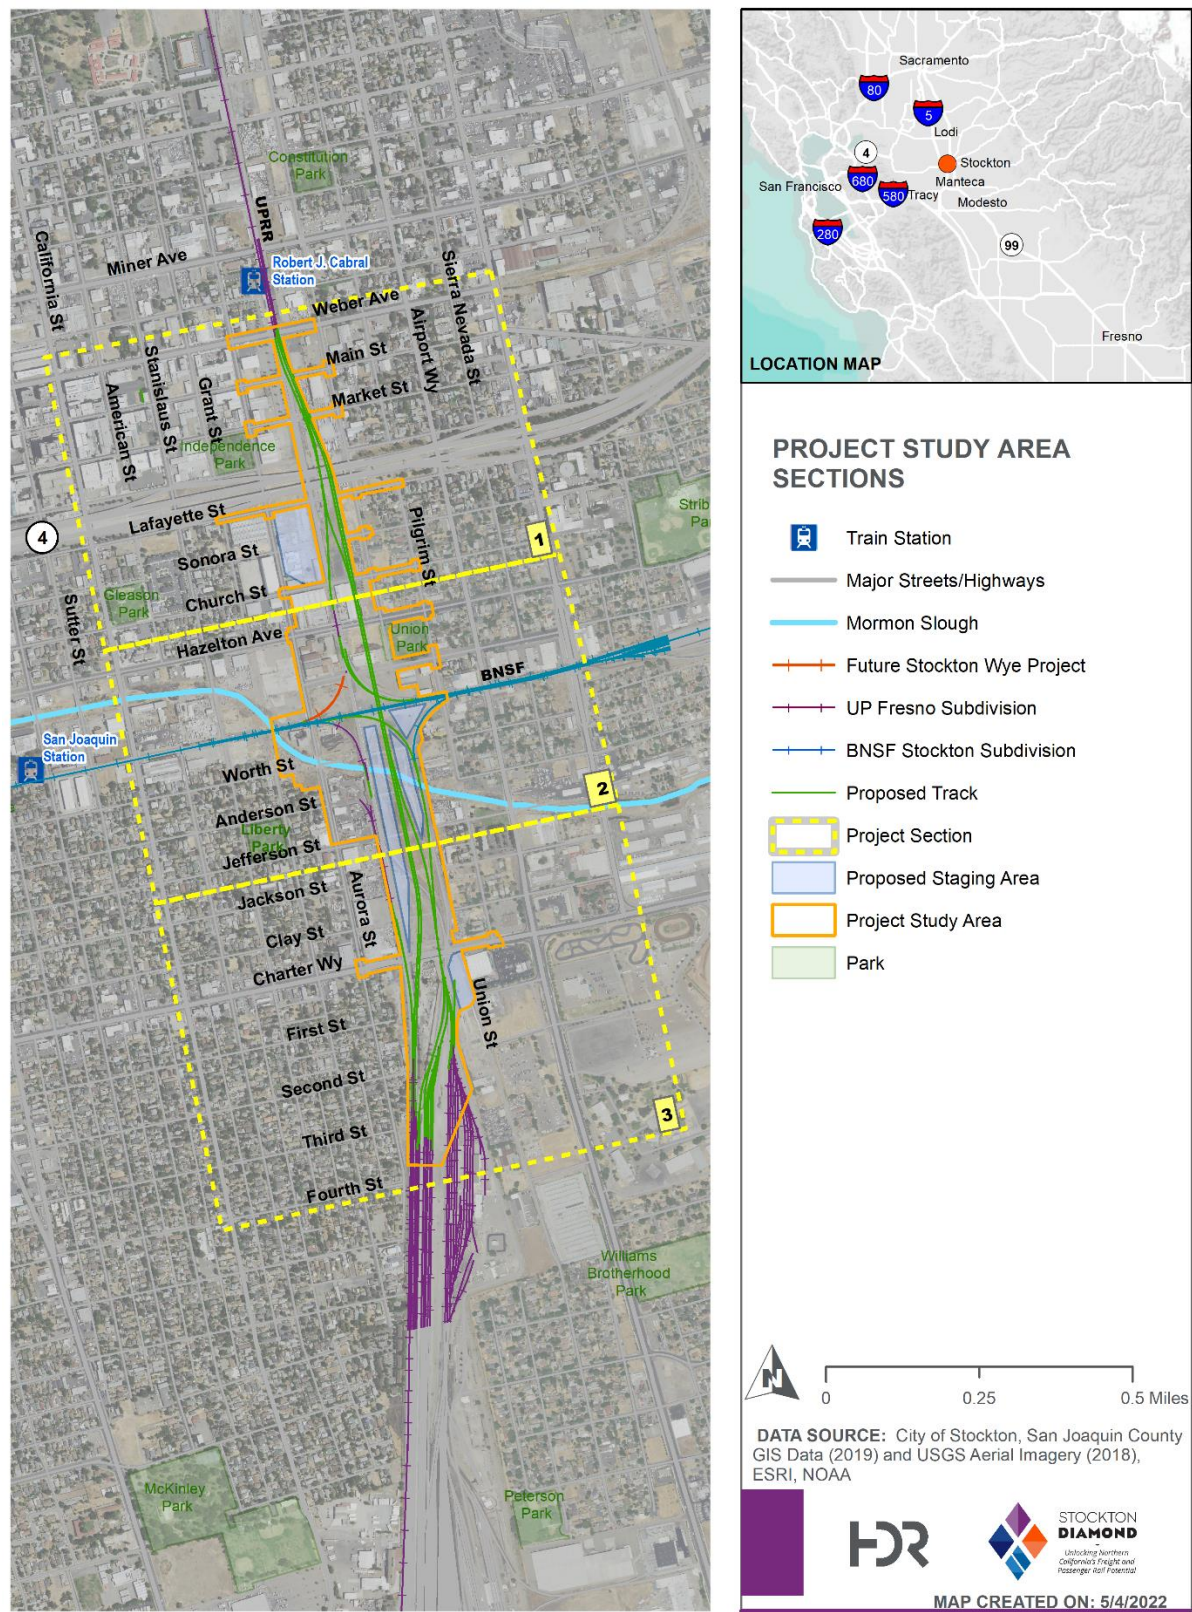 Constitution
Park
UPRR
California St
Miner Ave
Robert J. Cabral
Station
Sierra Nevada St
Weber Ave
Airport Wy
Main St
Stanislaus St
Market St
American St
Grant St
Independence
Park
Lafayette St
4
Pilgrim St
1
Sonora St
Gleason
Park
Church St
Sutter St
Hazelton Ave
Union
Park
BNSF
San Joaquin
Station
Worth St
2
Anderson St
Liberty
Park
Jefferson St
Jackson St
Aurora St
Clay St
Charter Wy
Union St
First St
Second St
3
Third St
Fourth St
Williams
Brotherhood
Park
McKinley
Park
Peterson
Park
Sacramento
80
5
Lodi
4
Stockton
680
Manteca
San Francisco
580
Tracy
Modesto
280
99
Fresno
LOCATION MAP
PROJECT STUDY AREA
SECTIONS
Train Station
Major Streets/Highways
Mormon Slough
Future Stockton Wye Project
UP Fresno Subdivision
BNSF Stockton Subdivision
Proposed Track
Project Section
Proposed Staging Area
Project Study Area
Park
N
0 0.25 0.5 Miles
DATA SOURCE: City of Stockton, San Joaquin County
GIS Data (2019) and USGS Aerial Imagery (2018),
ESRI, NOAA
HDR
STOCKTON
DIAMOND
Unlocking Northern
California's Freight and
Passenger Rail Potential
MAP CREATED ON: 5/4/2022